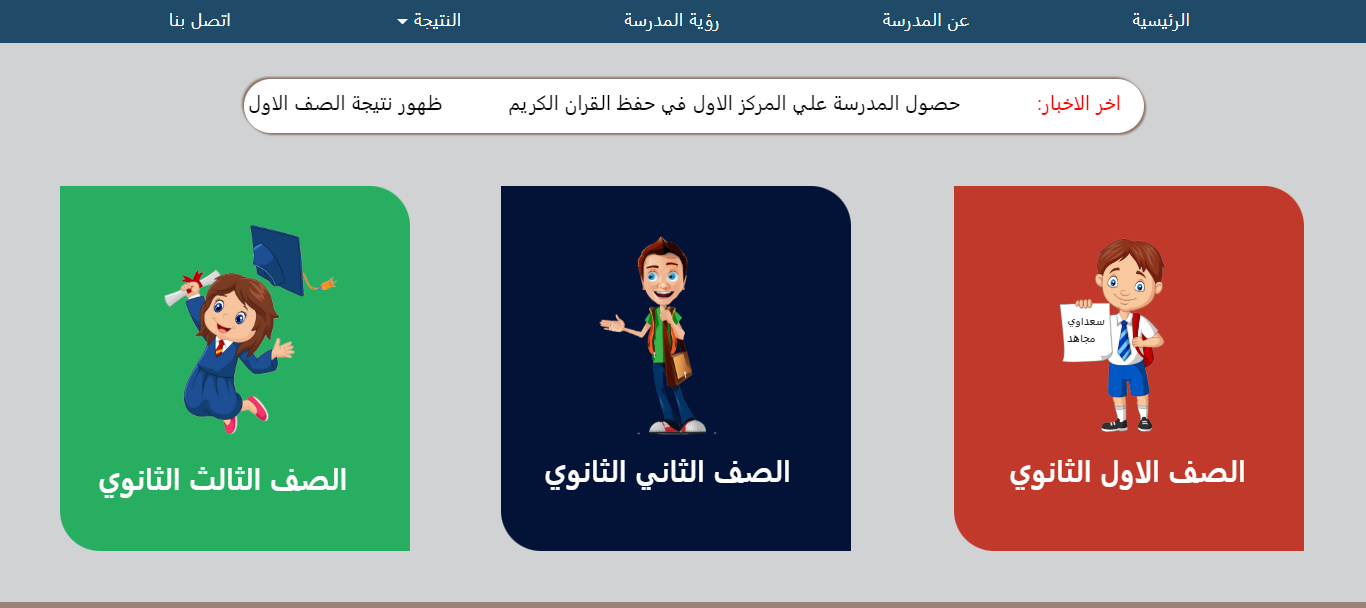 الرئيسية
عن المدرسة
رؤية المدرسة
النتيجة
اتصل بنا
اخر الاخبار: حصول المدرسة علي المركز الاول في حفظ القران الكريم ظهور نتيجة الصف الاول
سعداوي
مجاهد
الصف الاول الثانوي
الصف الثاني الثانوي
الصف الثالث الثانوي